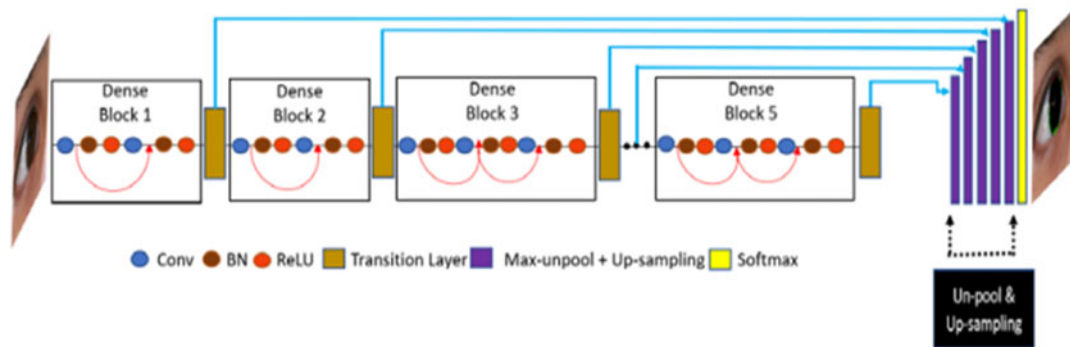 Dense
Block 1
Dense
Block 2
Dense
Block 3
Dense
Block 5
Conv
BN
ReLU
Transition Layer
Max-unpool + Up-sampling
Softmax
Un-pool &
Up-sampling